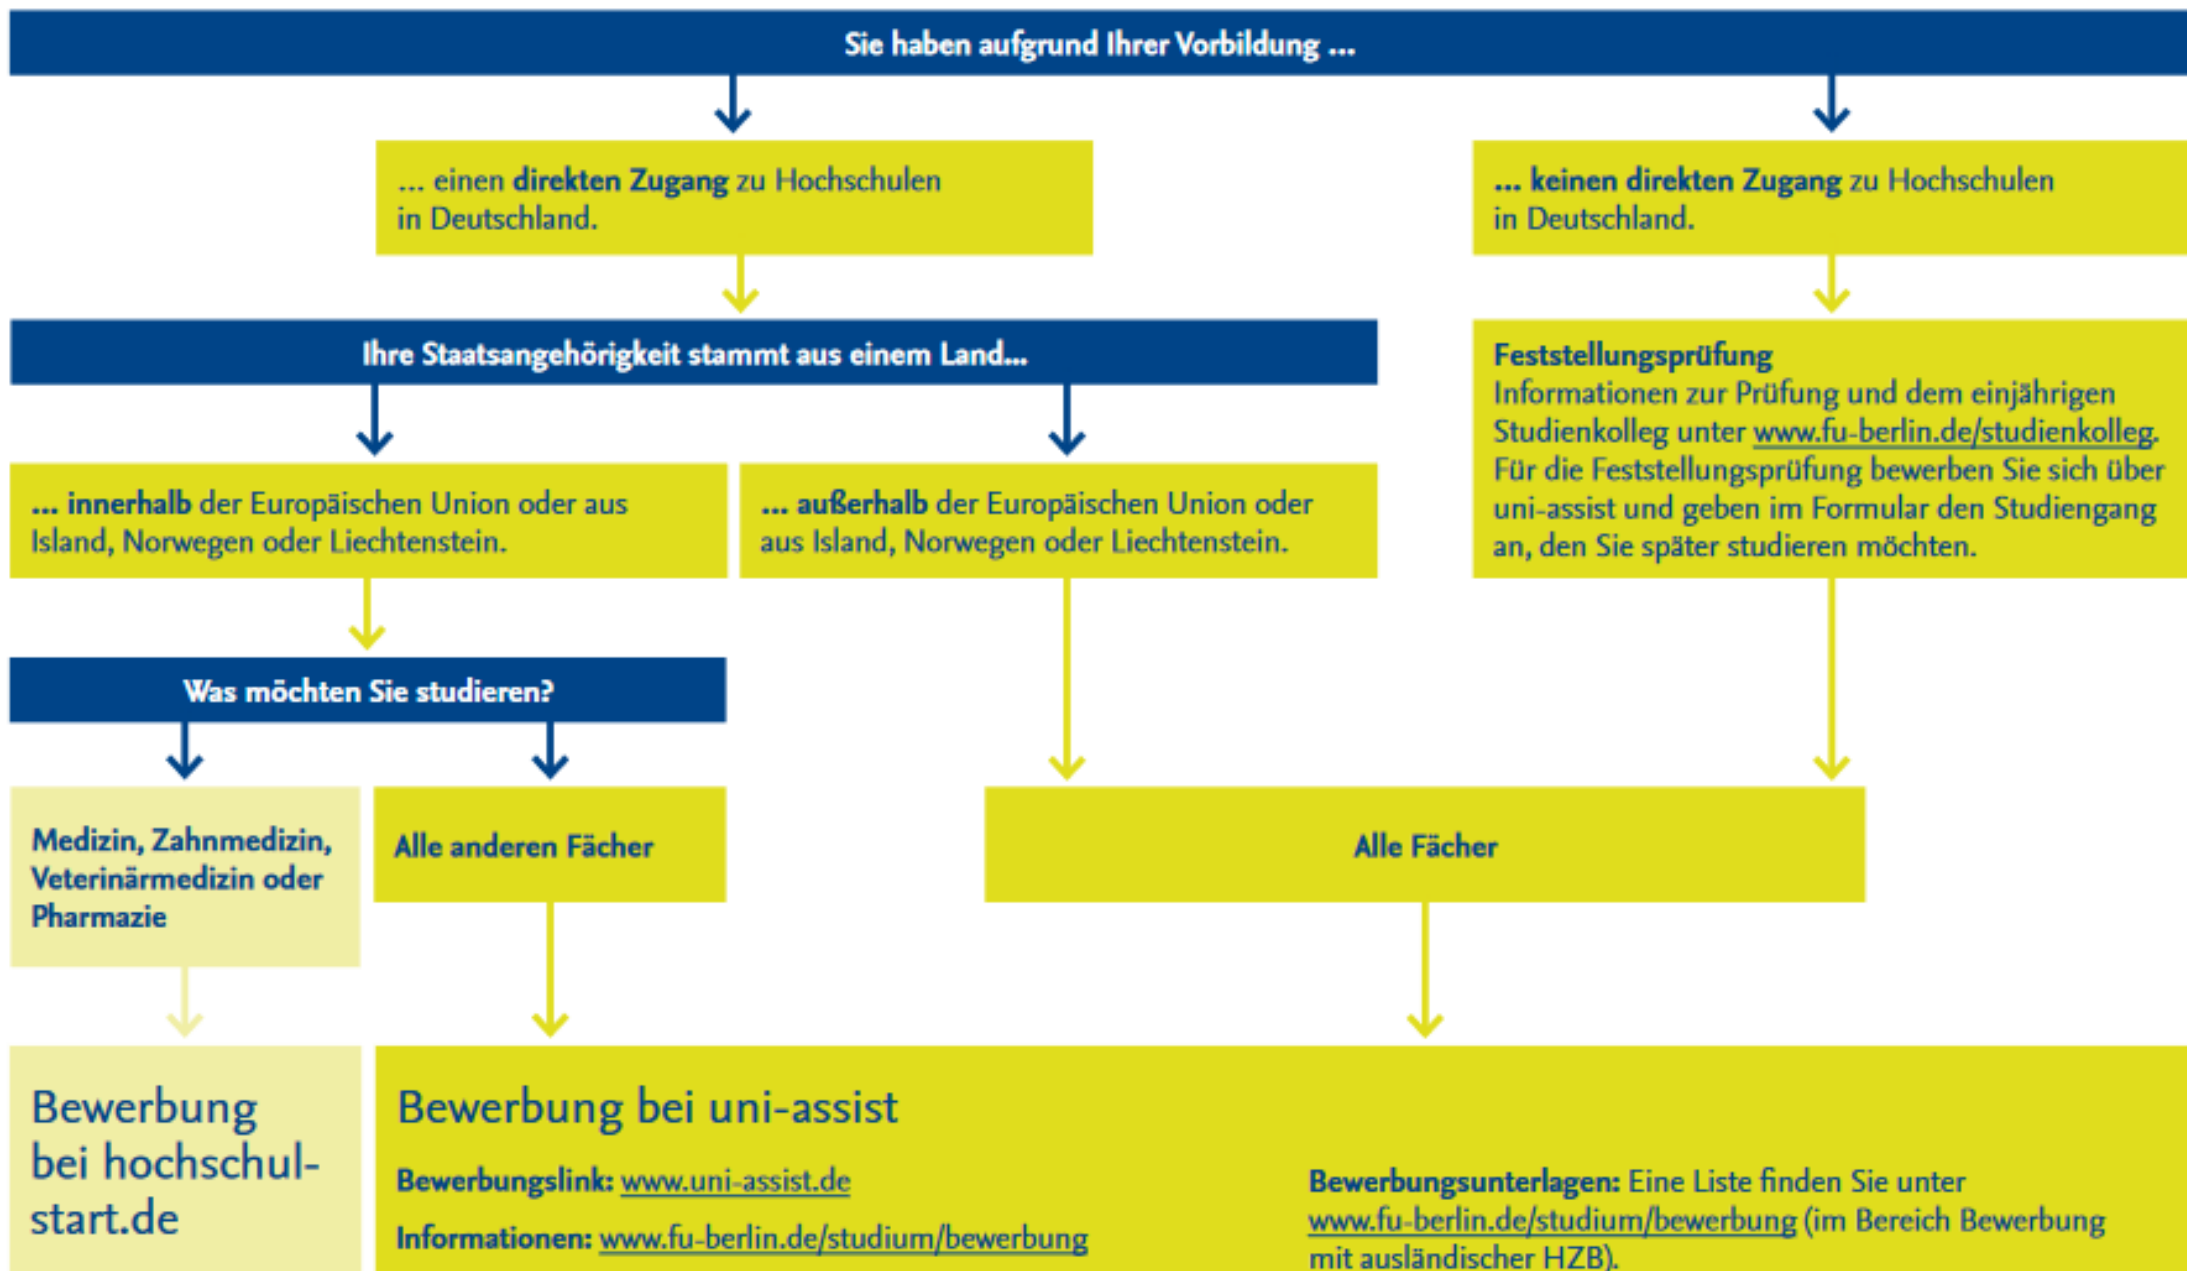 Sie haben aufgrund Ihrer Vorbildung ...
... einen direkten Zugang zu Hochschulen
in Deutschland.
... keinen direkten Zugang zu Hochschulen
in Deutschland.
Ihre Staatsangehörigkeit stammt aus einem Land...
Feststellungsprüfung
Informationen zur Prüfung und dem einjährigen
Studienkolleg unter www.fu-berlin.de/studienkolleg.
Für die Feststellungsprüfung bewerben Sie sich über
uni-assist und geben im Formular den Studiengang
an, den Sie später studieren möchten.
... innerhalb der Europäischen Union oder aus
Island, Norwegen oder Liechtenstein.
... außerhalb der Europäischen Union oder
aus Island, Norwegen oder Liechtenstein.
Was möchten Sie studieren?
Medizin, Zahnmedizin,
Veterinärmedizin oder
Pharmazie
Alle anderen Fächer
Alle Fächer
Bewerbung
bei hochschul-
start.de
Bewerbung bei uni-assist
Bewerbungslink: www.uni-assist.de
Informationen: www.fu-berlin.de/studium/bewerbung
Bewerbungsunterlagen: Eine Liste finden Sie unter
www.fu-berlin.de/studium/bewerbung (im Bereich Bewerbung
mit ausländischer HZB).